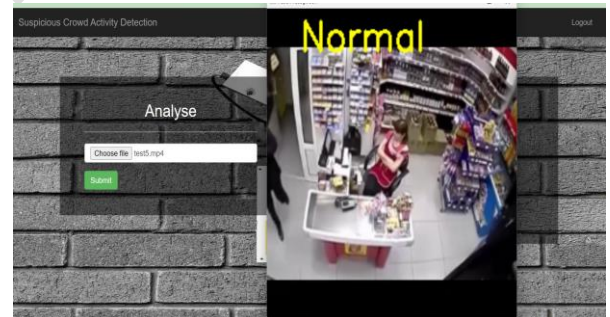 Suspicious Crowd Activity Detection
Logout
Normal
Analyse
Choose file test5.mp4
Submit